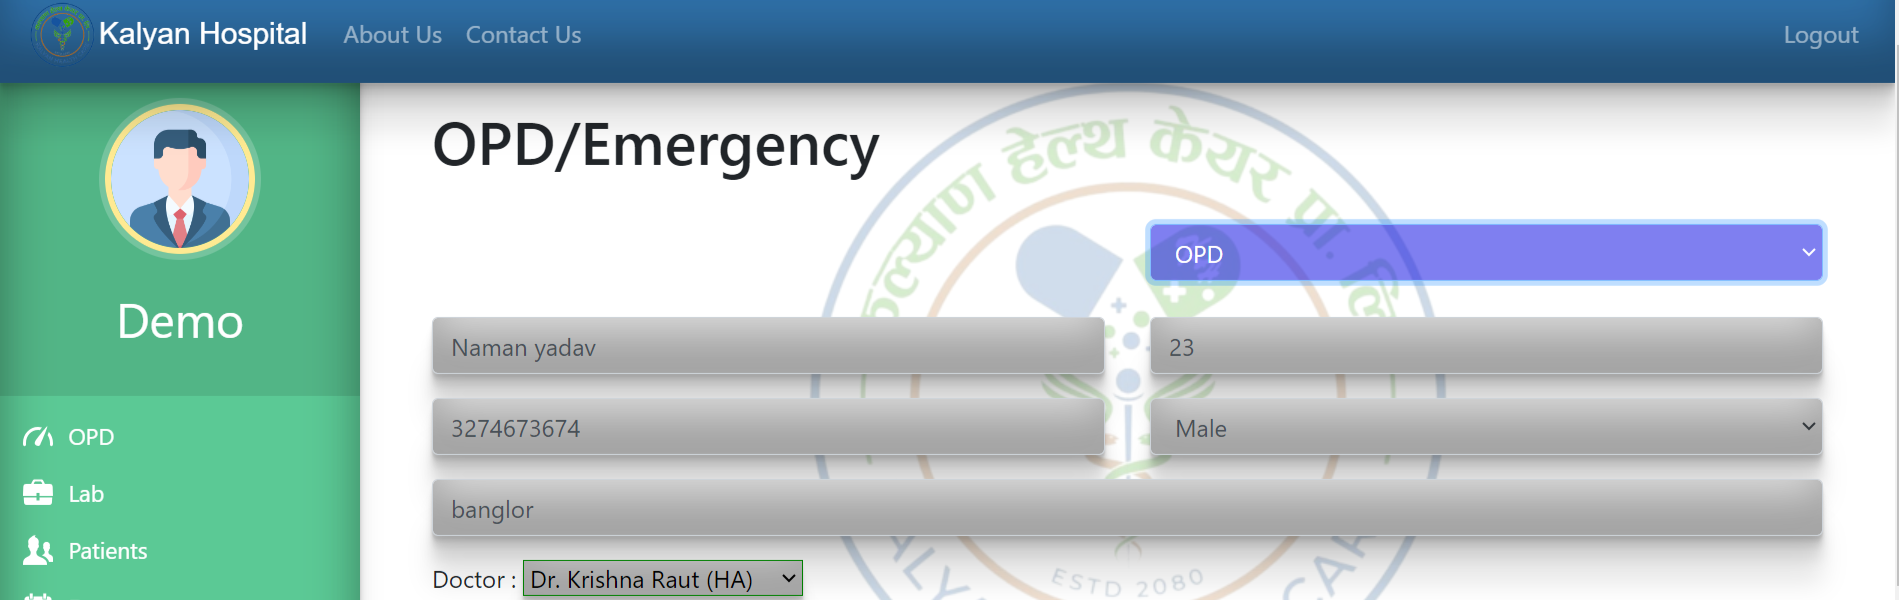 Kalyan Hospital About Us Contact Us Logout
Demo
OPD
Lab
Patients
OPD/Emergency
OPD
Naman yadav 23
3274673674 Male
banglor
Doctor : Dr. Krishna Raut (HA)
कल्याण हेल्थ केयर प्रा. लि.
ESTD 2080